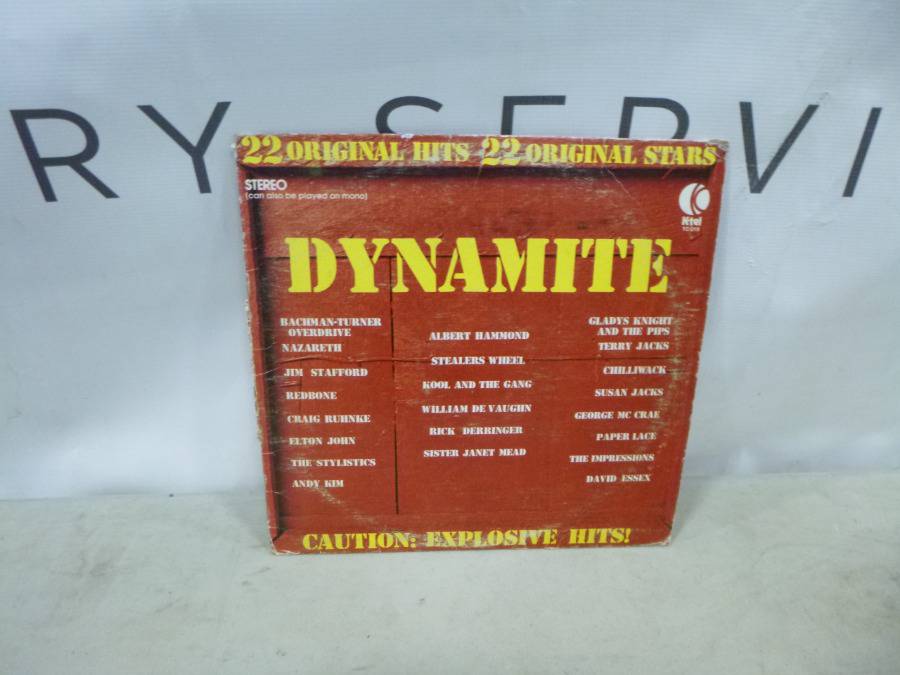 RY SERVI
22 ORIGINAL HITS 22 ORIGINAL STARS
STEREO
(can also be played on mono)
K-tel
DYNAMITE
BACHMAN-TURNER
OVERDRIVE
NAZARETH
JIM STAFFORD
REDBONE
CRAIG RUHNKE
ELTON JOHN
THE STYLISTICS
ANDY KIM
ALBERT HAMMOND
STEALERS WHEEL
KOOL AND THE GANG
WILLIAM DE VAUGHN
RICK DERRINGER
SISTER JANET MEAD
GLADYS KNIGHT
AND THE PIPS
TERRY JACKS
CHILLIWACK
SUSAN JACKS
GEORGE MC CRAE
PAPER LACE
THE IMPRESSIONS
DAVID ESSEX
CAUTION: EXPLOSIVE HITS!